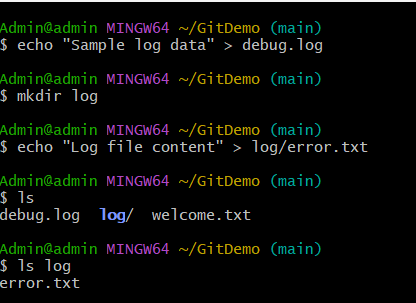 Admin@admin MINGW64 ~/GitDemo (main)
$ echo "Sample log data" > debug.log
Admin@admin MINGW64 ~/GitDemo (main)
$ mkdir log
Admin@admin MINGW64 ~/GitDemo (main)
$ echo "Log file content" > log/error.txt
Admin@admin MINGW64 ~/GitDemo (main)
$ ls
debug.log  log/  welcome.txt
Admin@admin MINGW64 ~/GitDemo (main)
$ ls log
error.txt